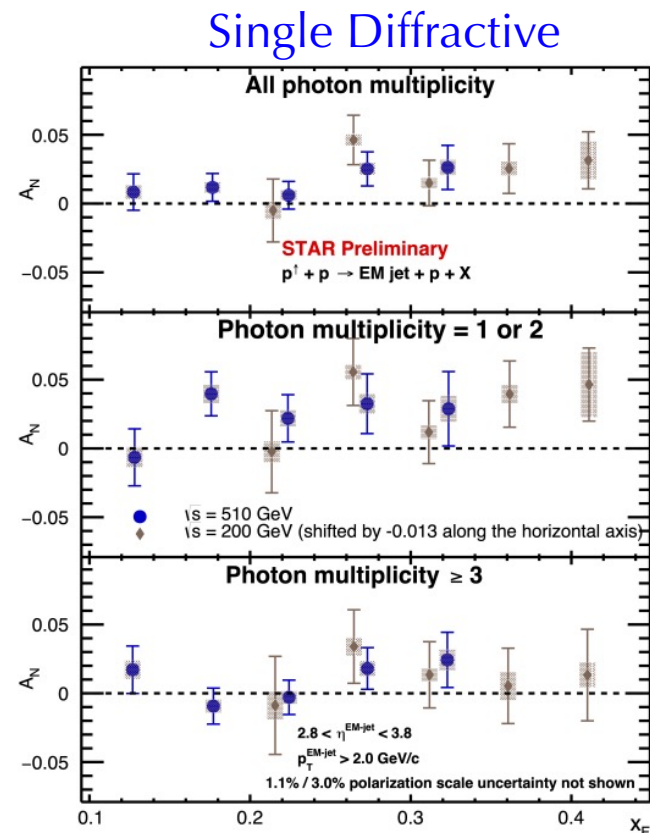 Single Diffractive
All photon multiplicity
0.05
0
−0.05
A_N
STAR Preliminary
p↑ + p → EM jet + p + X
Photon multiplicity = 1 or 2
0.05
0
−0.05
A_N
√s = 510 GeV
√s = 200 GeV (shifted by -0.013 along the horizontal axis)
Photon multiplicity ≥ 3
0.05
0
−0.05
A_N
2.8 < η^EM-jet < 3.8
p_T^EM-jet > 2.0 GeV/c
1.1% / 3.0% polarization scale uncertainty not shown
0.1 0.2 0.3 0.4 x_F